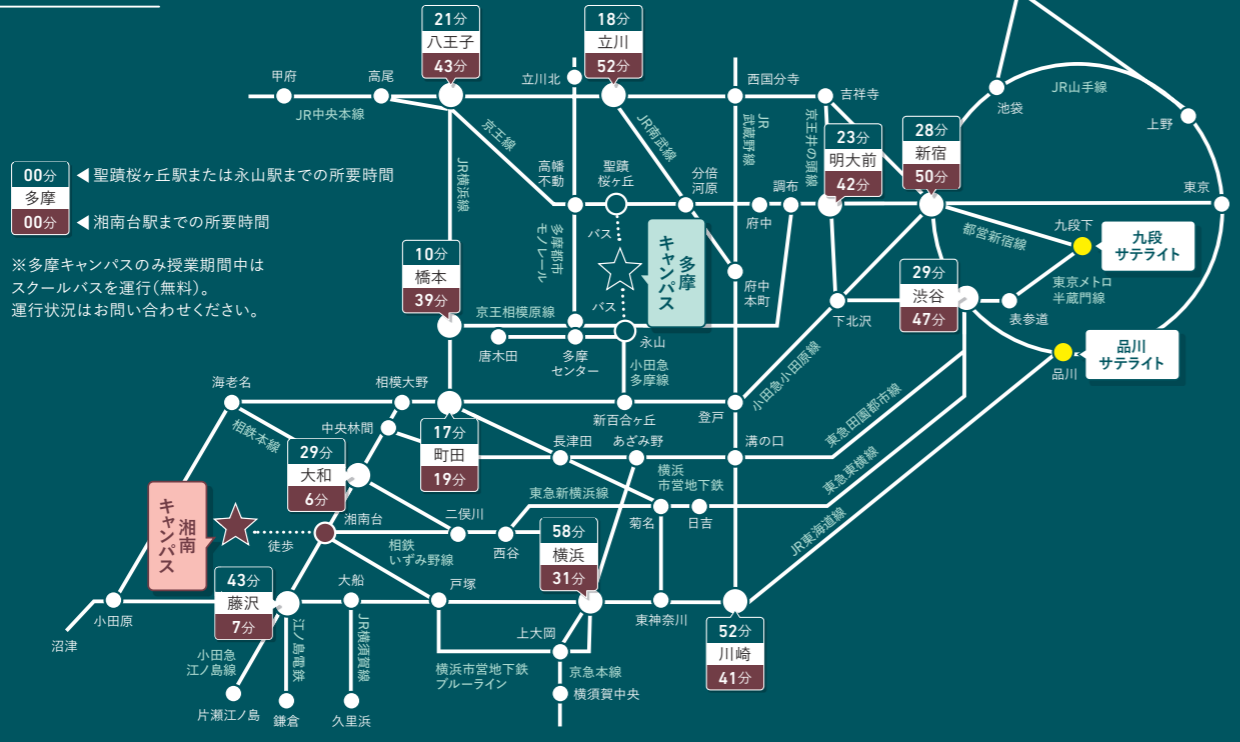 21分
八王子
43分
18分
立川
52分
甲府
高尾
立川北
西国分寺
吉祥寺
JR中央本線
京王線
JR南武線
JR
武蔵野線
京王井の頭線
23分
明大前
42分
28分
新宿
50分
池袋
JR山手線
上野
東京
00分
多摩
00分
◀聖蹟桜ヶ丘駅または永山駅までの所要時間
◀湘南台駅までの所要時間
※多摩キャンパスのみ授業期間中は
スクールバスを運行(無料)。
運行状況はお問い合わせください。
JR横浜線
高幡
不動
聖蹟
桜ヶ丘
分倍
河原
府中
調布
バス
多摩
キャンパス
バス
多摩都市
モノレール
府中
本町
都営新宿線
九段下
九段
サテライト
東京メトロ
半蔵門線
10分
橋本
39分
京王相模原線
唐木田
多摩
センター
永山
小田急
多摩線
下北沢
29分
渋谷
47分
表参道
品川
品川
サテライト
海老名
相模大野
相鉄本線
中央林間
17分
町田
19分
新百合ヶ丘
登戸
小田急小田原線
長津田
あざみ野
溝の口
東急田園都市線
29分
大和
6分
横浜
市営地下鉄
東急東横線
東急新横浜線
湘南
キャンパス
徒歩
湘南台
相鉄
いずみ野線
二俣川
西谷
58分
横浜
31分
菊名
日吉
JR東海道線
43分
藤沢
7分
小田原
沼津
大船
戸塚
東神奈川
52分
川崎
41分
小田急
江ノ島線
江ノ島電鉄
JR横須賀線
上大岡
横浜市営地下鉄
ブルーライン
京急本線
横須賀中央
片瀬江ノ島
鎌倉
久里浜